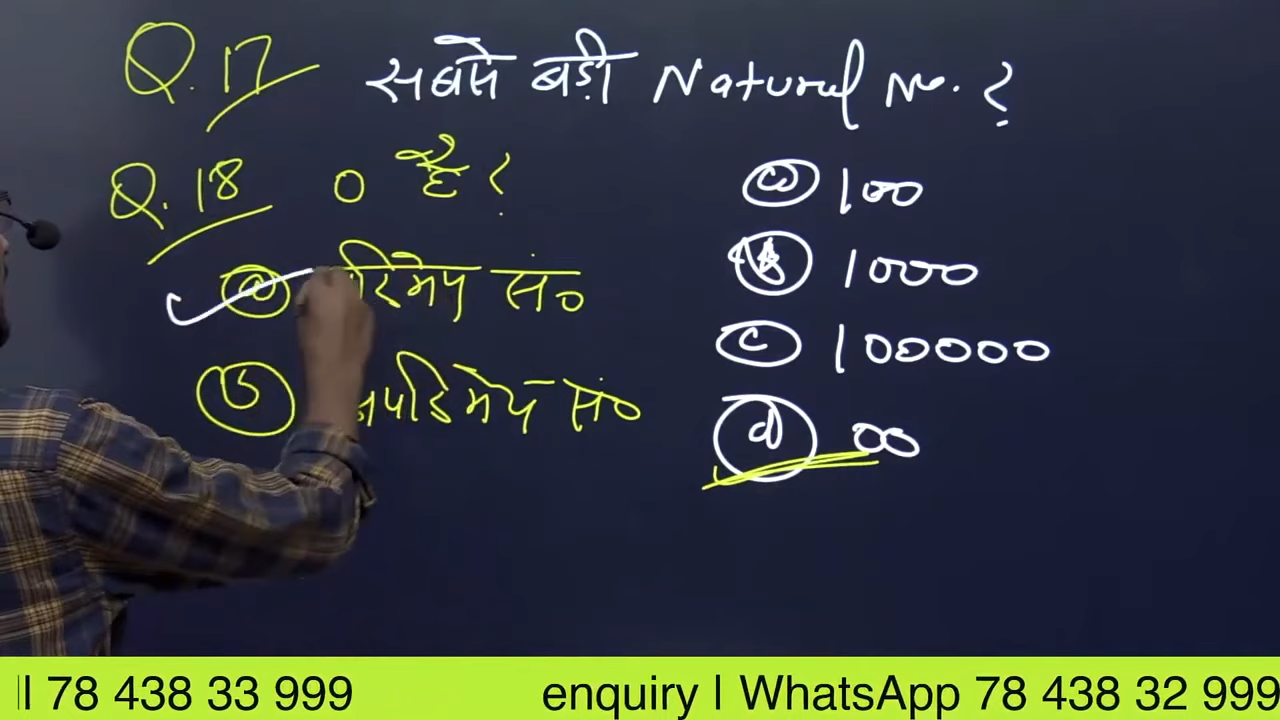 Q.17 सबसे बड़ी Natural No. ?
Q.18 0 है ?
a रिमेय सं०
b परिमेय सं०
a 100
b 1000
c 100000
d ∞
78 438 33 999 enquiry I WhatsApp 78 438 32 999